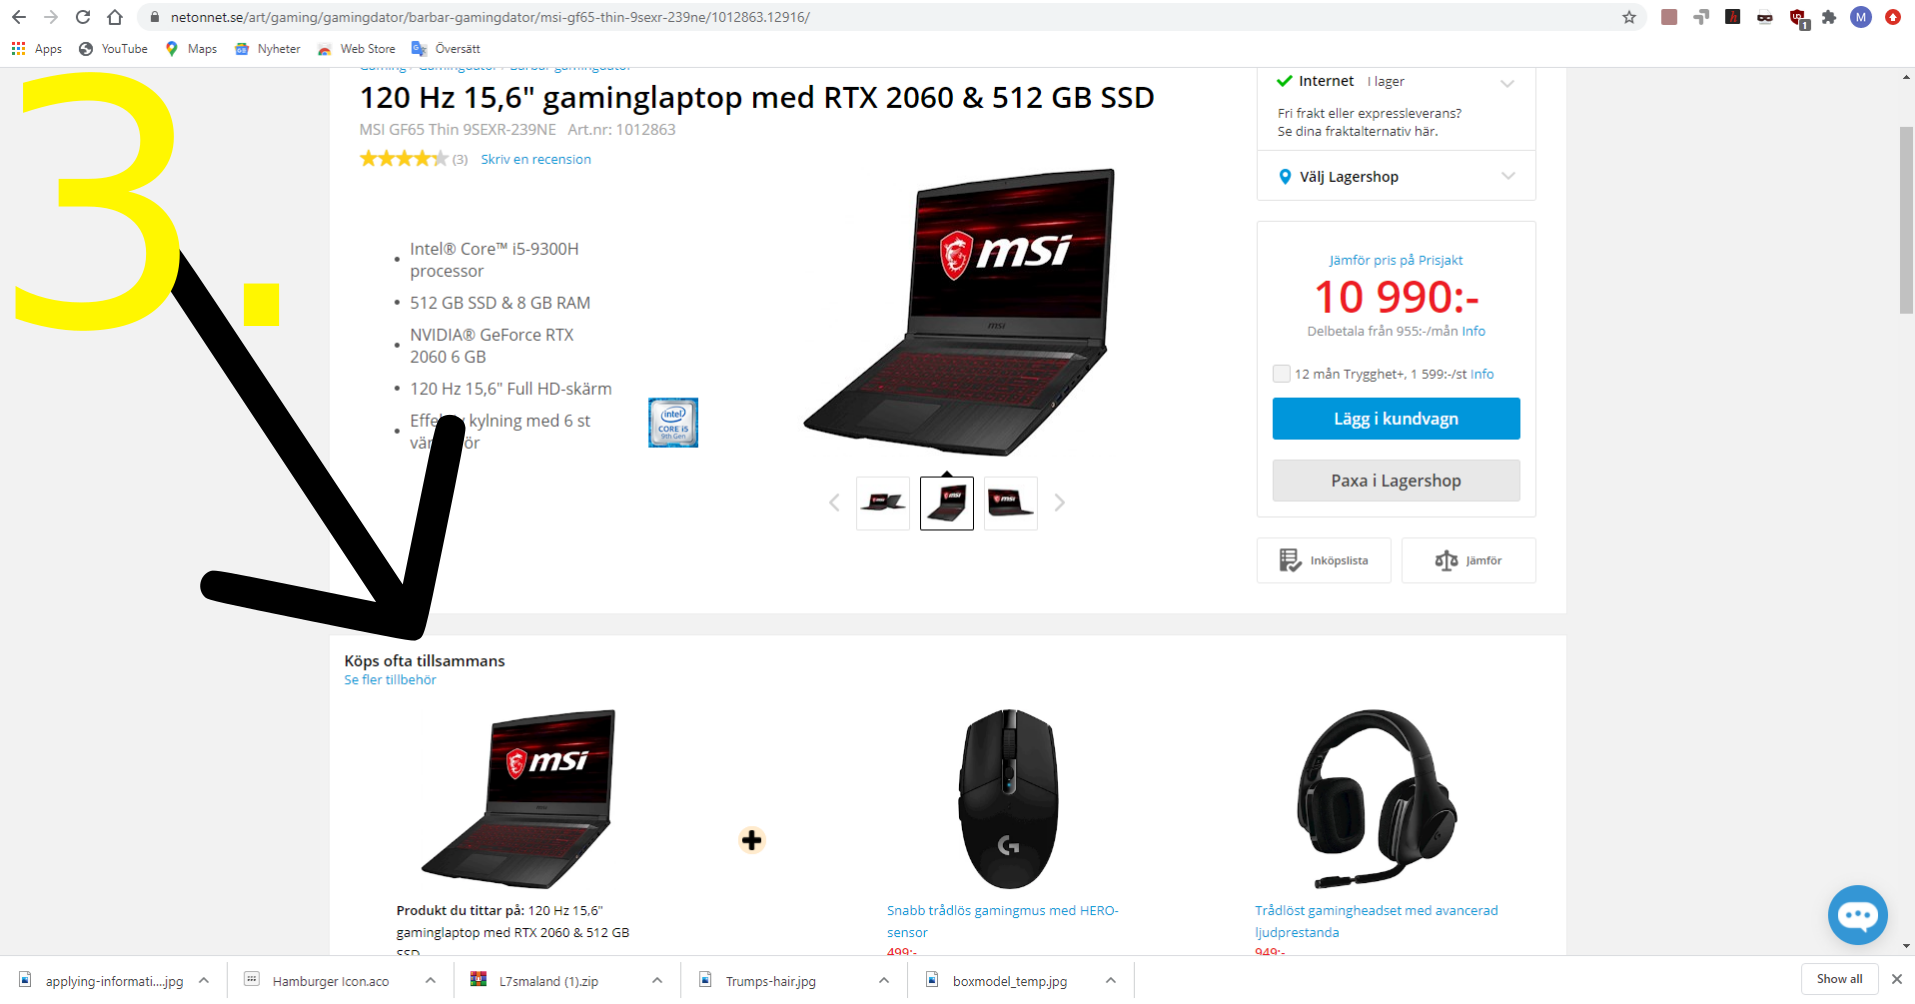 netonnet.se/art/gaming/gamingdator/barbar-gamingdator/msi-gf65-thin-9sexr-239ne/1012863.12916/
Apps YouTube Maps Nyheter Web Store Översätt
3.
120 Hz 15,6" gaminglaptop med RTX 2060 & 512 GB SSD
MSI GF65 Thin 9SEXR-239NE Art.nr: 1012863
(3) Skriv en recension
Intel® Core™ i5-9300H
processor
512 GB SSD & 8 GB RAM
NVIDIA® GeForce RTX
2060 6 GB
120 Hz 15,6" Full HD-skärm
kylning med 6 st
intel
CORE i5
9th Gen
msi
msi
Internet I lager
Fri frakt eller expressleverans?
Se dina fraktalternativ här.
Välj Lagershop
Jämför pris på Prisjakt
10 990:-
Delbetala från 955:-/mån Info
12 mån Trygghet+, 1 599:-/st Info
Lägg i kundvagn
Paxa i Lagershop
Inköpslista
Jämför
Köps ofta tillsammans
Se fler tillbehör
msi
Produkt du tittar på: 120 Hz 15,6"
gaminglaptop med RTX 2060 & 512 GB
SSD
Snabb trådlös gamingmus med HERO-
sensor
499:-
Trådlöst gamingheadset med avancerad
ljudprestanda
949:-
applying-informati....jpg
Hamburger Icon.aco
L7smaland (1).zip
Trumps-hair.jpg
boxmodel_temp.jpg
Show all